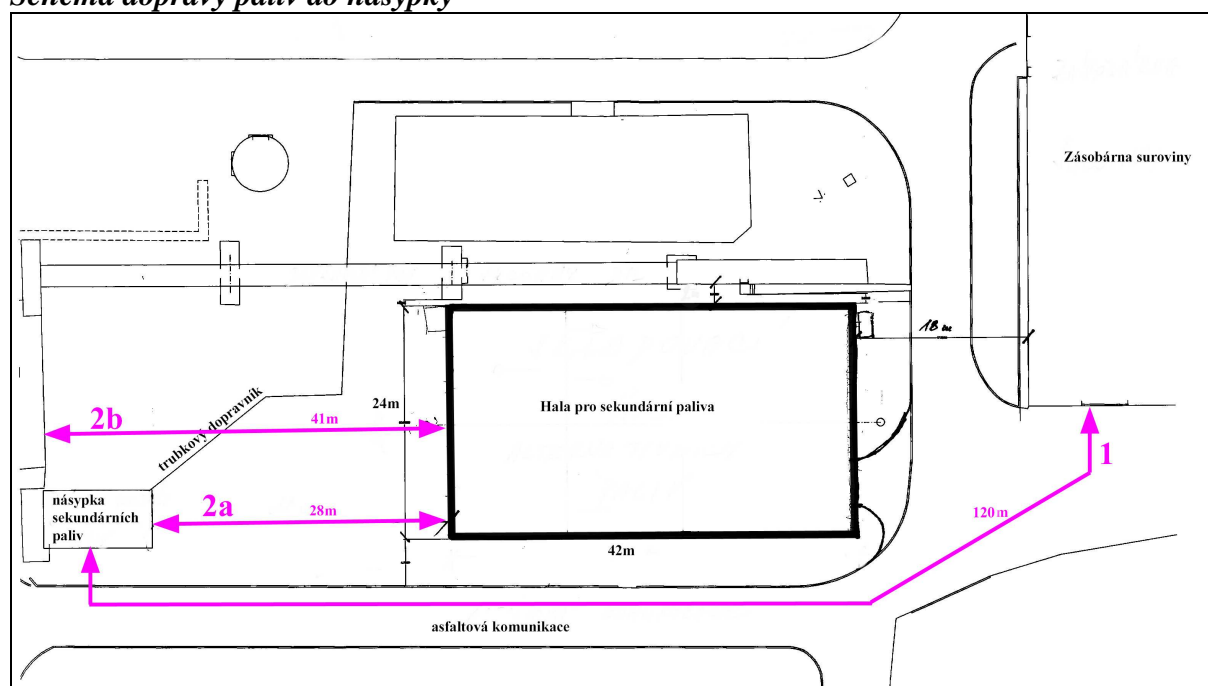 Schéma dopravy paliv do násypky
Zásobárna suroviny
18 m
24m
Hala pro sekundární paliva
2b
41m
trubkový dopravník
1
násypka
sekundárních
paliv
2a
28m
120m
42m
asfaltová komunikace